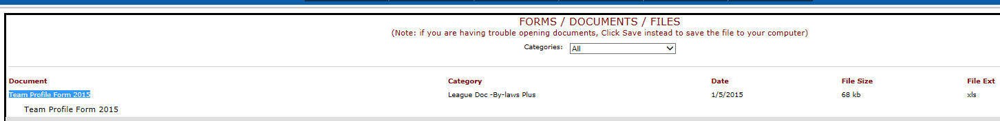 FORMS / DOCUMENTS / FILES
(Note: if you are having trouble opening documents, Click Save instead to save the file to your computer)
Categories: All
Document Category Date File Size File Ext
Team Profile Form 2015 League Doc -By-laws Plus 1/5/2015 68 kb xls
Team Profile Form 2015